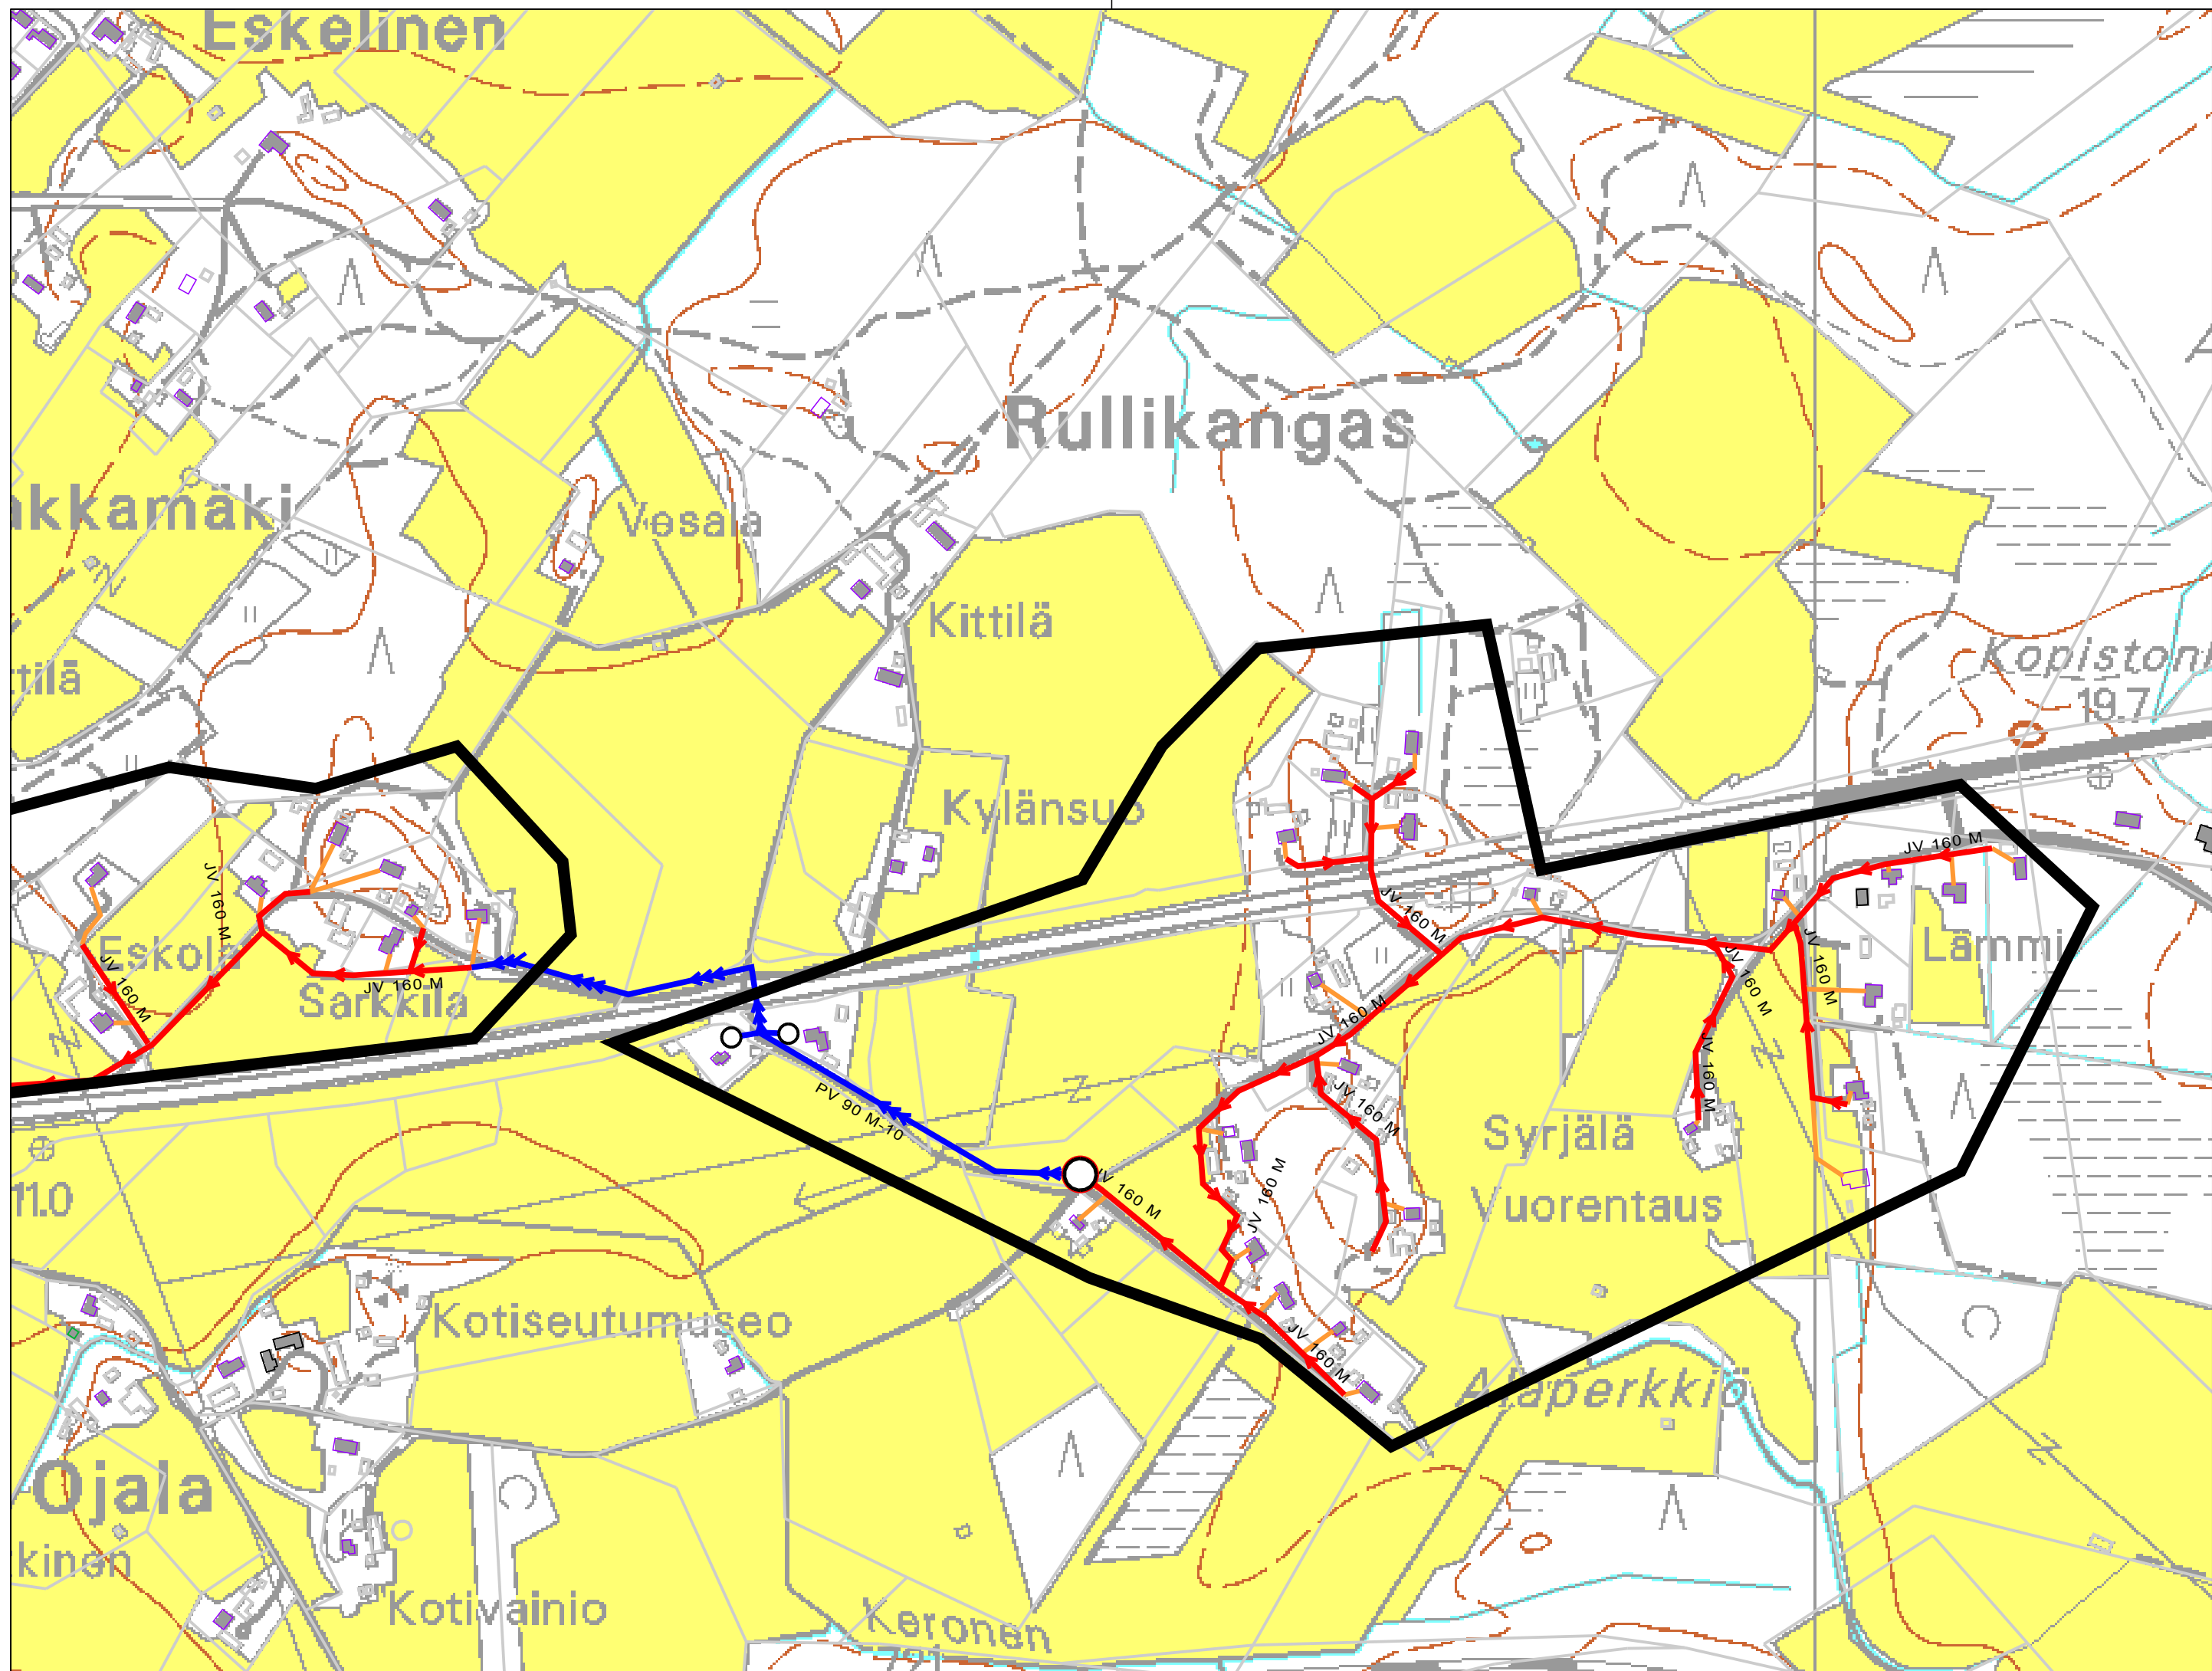 Eskelinen
Rullikangas
kkamäki
Vesala
Kittilä
tilä
Kopiston
19.7
Kylänsuo
JV 160 M
JV 160 M
JV 160 M
Eskola
Lammi
JV 160 M
JV 160 M
JV 160 M
JV 160 M
Särkkilä
JV 160 M
JV 160 M
PV 90 M-10
JV 160 M
Syrjälä
11.0
JV 160 M
JV 160 M
Vuorentaus
Kotiseutumuseo
JV 160 M
Alaperkkiö
Ojala
kinen
Kotivainio
Keronen